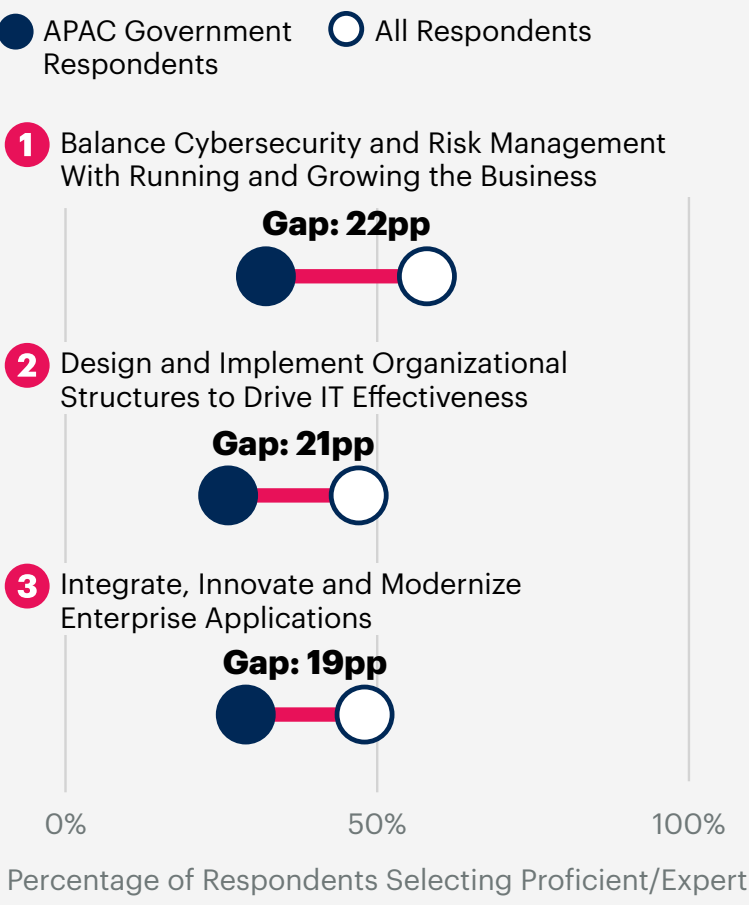 APAC Government
Respondents
All Respondents
1 Balance Cybersecurity and Risk Management
With Running and Growing the Business
Gap: 22pp
2 Design and Implement Organizational
Structures to Drive IT Effectiveness
Gap: 21pp
3 Integrate, Innovate and Modernize
Enterprise Applications
Gap: 19pp
0% 50% 100%
Percentage of Respondents Selecting Proficient/Expert